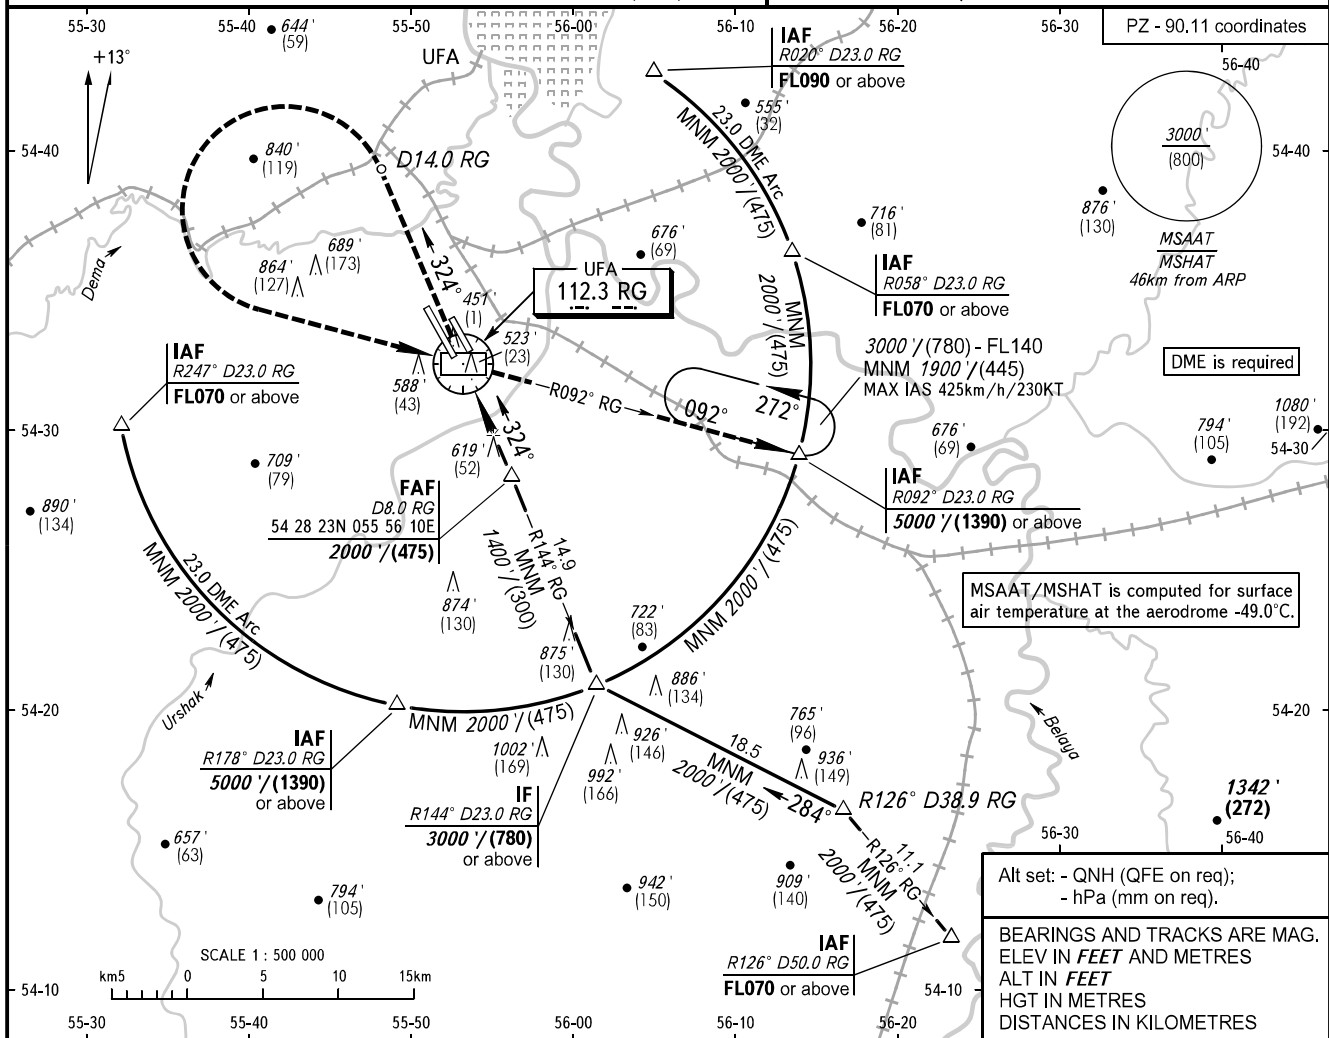 55-30
55-40
55-50
56-00
56-10
56-30
PZ - 90.11 coordinates
56-40
+13°
644'
(59)
UFA
IAF
R020° D23.0 RG
FL090 or above
555'
(32)
23.0 DME Arc
MNM 2000'/(475)
3000'
(800)
MSAAT
MSHAT
46km from ARP
54-40
54-40
840'
(119)
D14.0 RG
716'
(81)
876'
(130)
676'
(69)
Dema
689'
(173)
864'
(127)
324°
451'
(1)
UFA
112.3 RG
IAF
R058° D23.0 RG
FL070 or above
MNM
2000'/(475)
523'
(23)
588'
(43)
3000'/(780) - FL140
MNM 1900'/(445)
MAX IAS 425km/h/230KT
DME is required
IAF
R247° D23.0 RG
FL070 or above
R092° RG
092°
272°
1080'
(192)
54-30
54-30
794'
(105)
676'
(69)
619'
(52)
324°
709'
(79)
890'
(134)
FAF
D8.0 RG
54 28 23N 055 56 10E
2000'/(475)
IAF
R092° D23.0 RG
5000'/(1390) or above
14.9
R144° RG
MNM
1400'/(300)
MNM 2000'/(475)
23.0 DME Arc
MNM 2000'/(475)
874'
(130)
722'
(83)
MSAAT/MSHAT is computed for surface
air temperature at the aerodrome -49.0°C.
875'
(130)
886'
(134)
Urshak
54-20
54-20
MNM 2000'/(475)
Belaya
765'
(96)
936'
(149)
926'
(146)
1002'
(169)
992'
(166)
18.5
MNM
2000'/(475)
284°
R126° D38.9 RG
IAF
R178° D23.0 RG
5000'/(1390)
or above
IF
R144° D23.0 RG
3000'/(780)
or above
1342'
(272)
56-30
56-40
657'
(63)
11.1
R126° RG
MNM
2000'/(475)
794'
(105)
942'
(150)
909'
(140)
Alt set: - QNH (QFE on req);
- hPa (mm on req).
IAF
R126° D50.0 RG
FL070 or above
SCALE 1 : 500 000
km5 0 5 10 15km
BEARINGS AND TRACKS ARE MAG.
ELEV IN FEET AND METRES
ALT IN FEET
HGT IN METRES
DISTANCES IN KILOMETRES
54-10
54-10
55-30
55-40
55-50
56-00
56-10
56-20